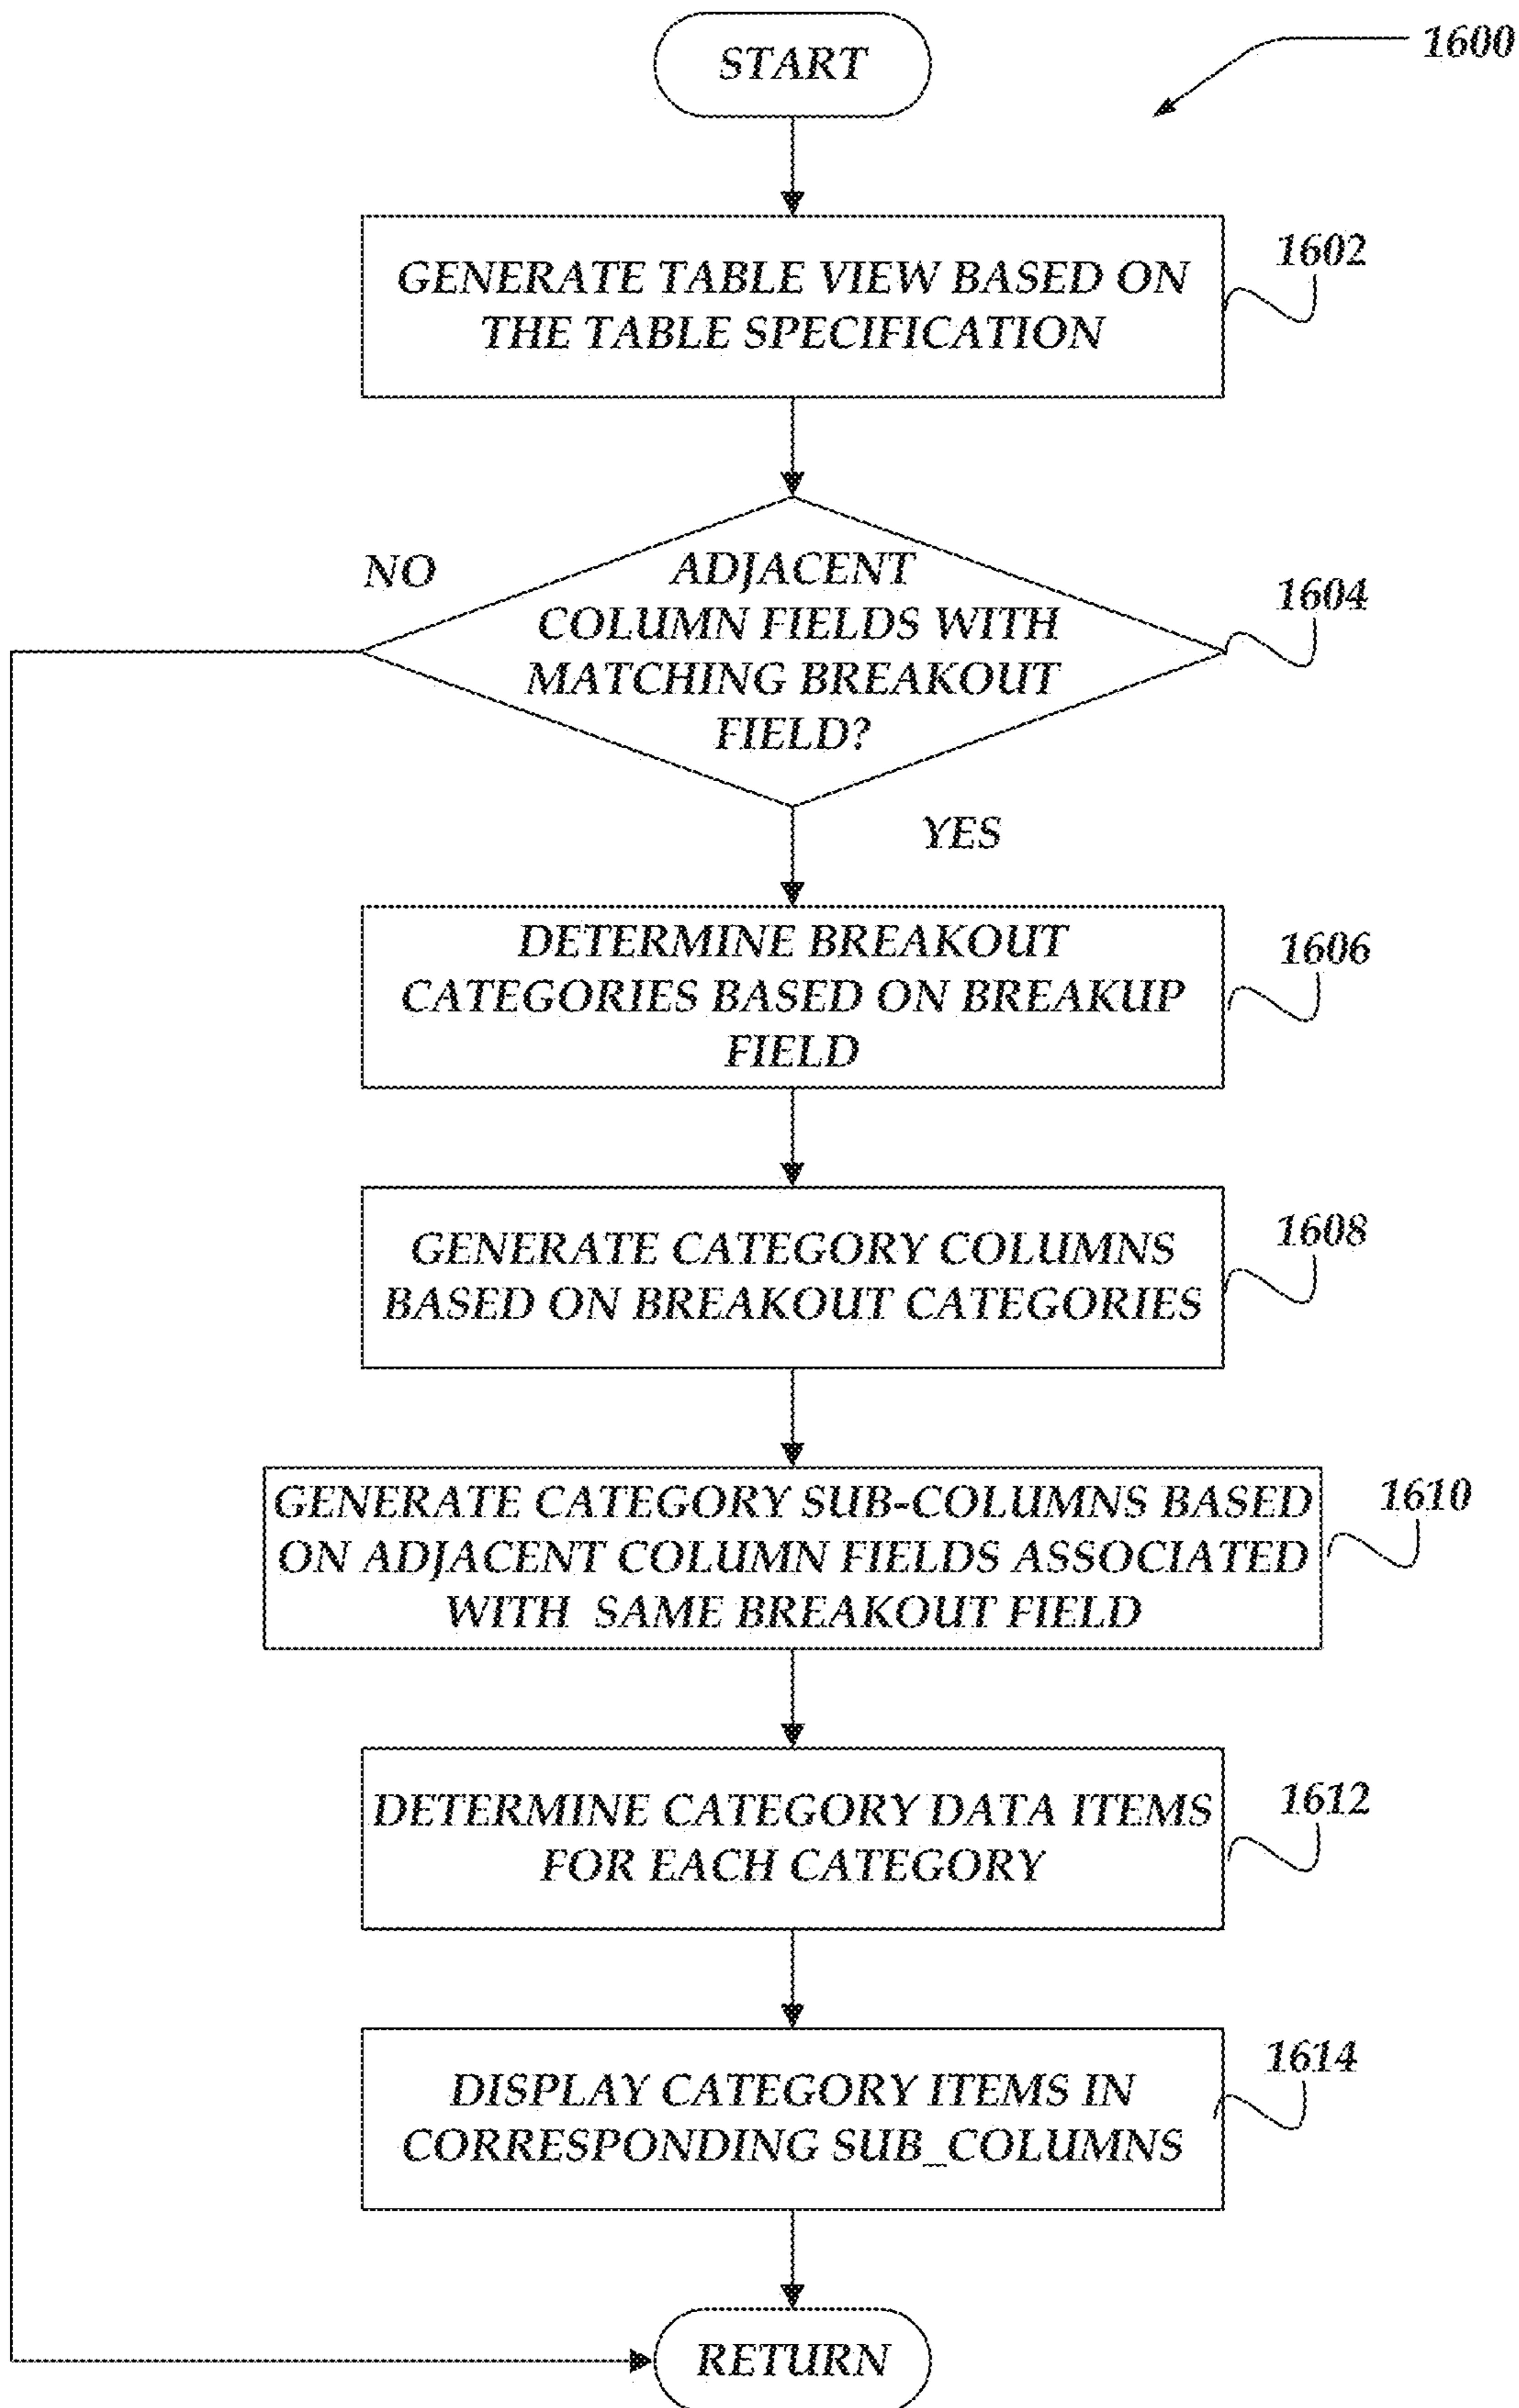 START
1600
GENERATE TABLE VIEW BASED ON
THE TABLE SPECIFICATION
1602
NO
ADJACENT
COLUMN FIELDS WITH
MATCHING BREAKOUT
FIELD?
1604
YES
DETERMINE BREAKOUT
CATEGORIES BASED ON BREAKUP
FIELD
1606
GENERATE CATEGORY COLUMNS
BASED ON BREAKOUT CATEGORIES
1608
GENERATE CATEGORY SUB-COLUMNS BASED
ON ADJACENT COLUMN FIELDS ASSOCIATED
WITH SAME BREAKOUT FIELD
1610
DETERMINE CATEGORY DATA ITEMS
FOR EACH CATEGORY
1612
DISPLAY CATEGORY ITEMS IN
CORRESPONDING SUB_COLUMNS
1614
RETURN